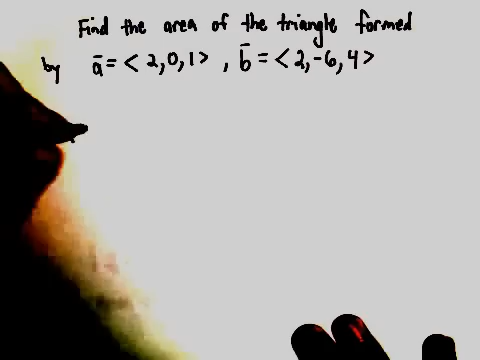 Find the area of the triangle formed
by a̅ = < 2, 0, 1 > , b̅ = < 2, -6, 4 >